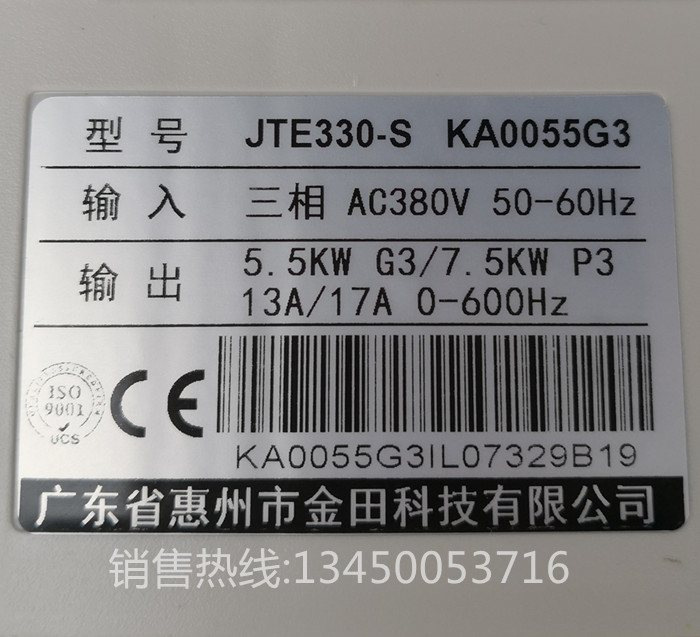 型号 JTE330-S KA0055G3
输入 三相 AC380V 50-60Hz
输出 5.5KW G3/7.5KW P3
13A/17A 0-600Hz
ISO
9001
UCS
CE
KA0055G3IL07329B19
广东省惠州市金田科技有限公司
销售热线:13450053716